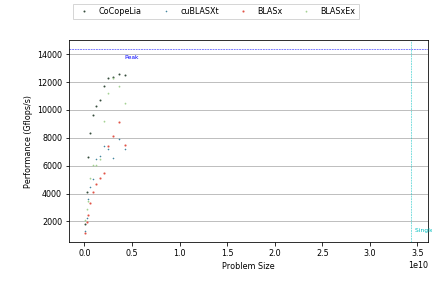 CoCopeLia cuBLASXt BLASx BLASxEx
14000
12000
10000
8000
6000
4000
2000
Performance (Gflops/s)
Peak
Singl
0.0 0.5 1.0 1.5 2.0 2.5 3.0 3.5
1e10
Problem Size